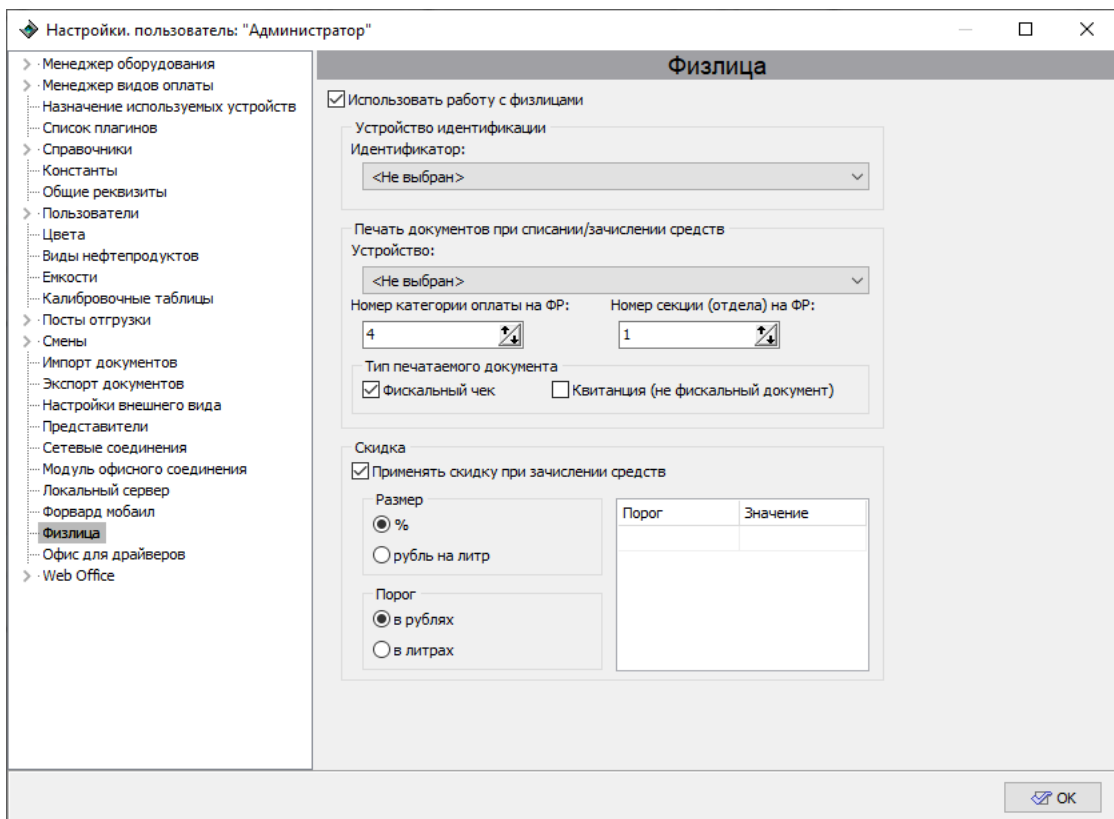 Настройки. пользователь: "Администратор"
Менеджер оборудования
Менеджер видов оплаты
Назначение используемых устройств
Список плагинов
Справочники
Константы
Общие реквизиты
Пользователи
Цвета
Виды нефтепродуктов
Емкости
Калибровочные таблицы
Посты отгрузки
Смены
Импорт документов
Экспорт документов
Настройки внешнего вида
Представители
Сетевые соединения
Модуль офисного соединения
Локальный сервер
Форвард мобаил
Физлица
Офис для драйверов
Web Office
Физлица
Использовать работу с физлицами
Устройство идентификации
Идентификатор:
<Не выбран>
Печать документов при списании/зачислении средств
Устройство:
<Не выбран>
Номер категории оплаты на ФР: Номер секции (отдела) на ФР:
4 1
Тип печатаемого документа
Фискальный чек Квитанция (не фискальный документ)
Скидка
Применять скидку при зачислении средств
Размер
%
рубль на литр
Порог
в рублях
в литрах
Порог Значение
OK